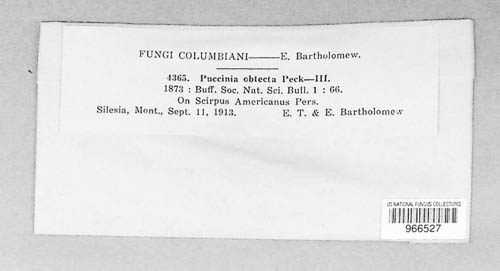 FUNGI COLUMBIANI——E. Bartholomew.
4365. Puccinia obtecta Peck—III.
1873 : Buff. Soc. Nat. Sci. Bull. 1 : 66.
On Scirpus Americanus Pers.
Silesia, Mont., Sept. 11, 1913. E. T. & E. Bartholomew
US NATIONAL FUNGUS COLLECTIONS
966527